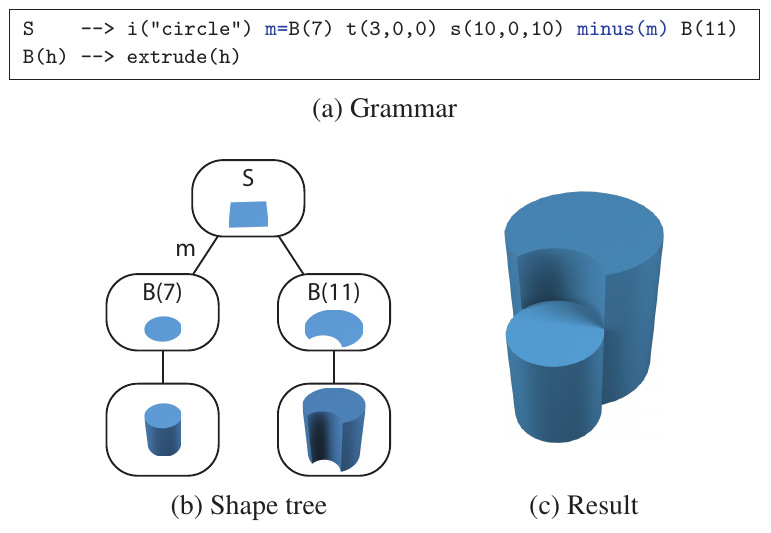 S    --> i("circle") m=B(7) t(3,0,0) s(10,0,10) minus(m) B(11)
B(h) --> extrude(h)
(a) Grammar
S
m
B(7)
B(11)
(b) Shape tree
(c) Result